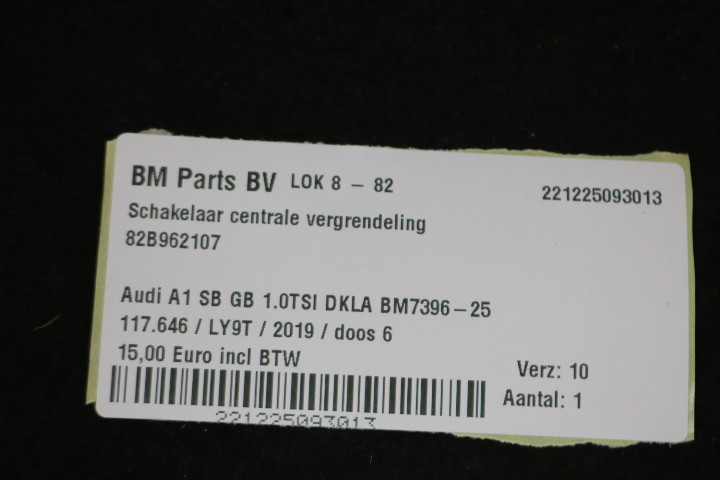 BM Parts BV LOK 8 - 82 221225093013
Schakelaar centrale vergrendeling
82B962107
Audi A1 SB GB 1.0TSI DKLA BM7396-25
117.646 / LY9T / 2019 / doos 6
15,00 Euro incl BTW
Verz: 10
Aantal: 1
221225093013